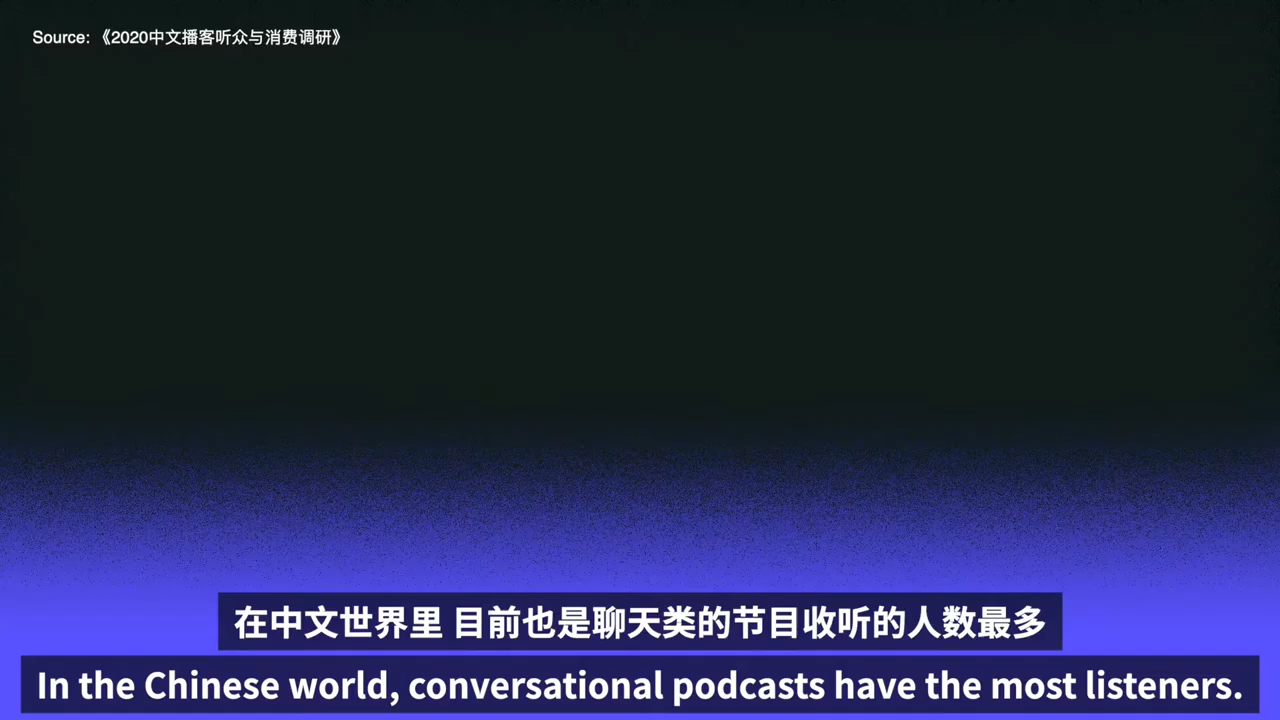 Source: 《2020中文播客听众与消费调研》
在中文世界里 目前也是聊天类的节目收听的人数最多
In the Chinese world, conversational podcasts have the most listeners.